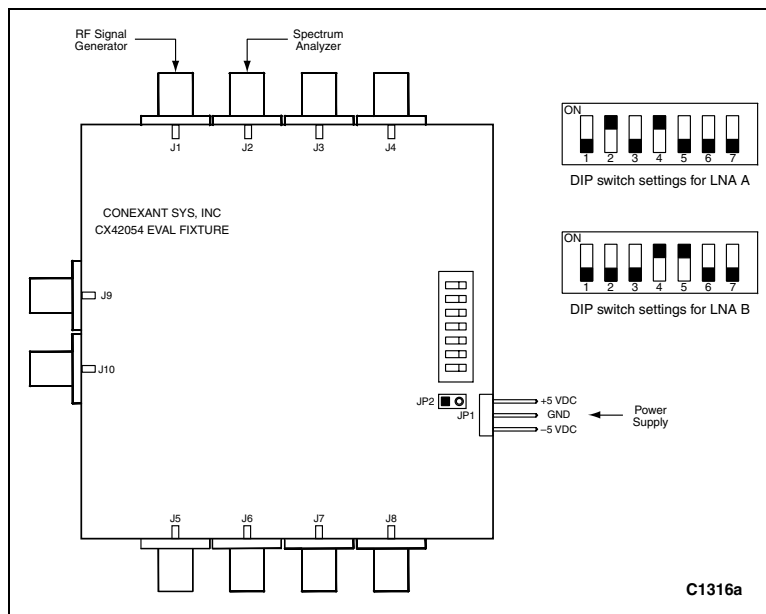 RF Signal
Generator
Spectrum
Analyzer
J1
J2
J3
J4
CONEXANT SYS, INC
CX42054 EVAL FIXTURE
J9
J10
JP2
JP1
+5 VDC
GND
–5 VDC
Power
Supply
J5
J6
J7
J8
ON
1 2 3 4 5 6 7
DIP switch settings for LNA A
ON
1 2 3 4 5 6 7
DIP switch settings for LNA B
C1316a